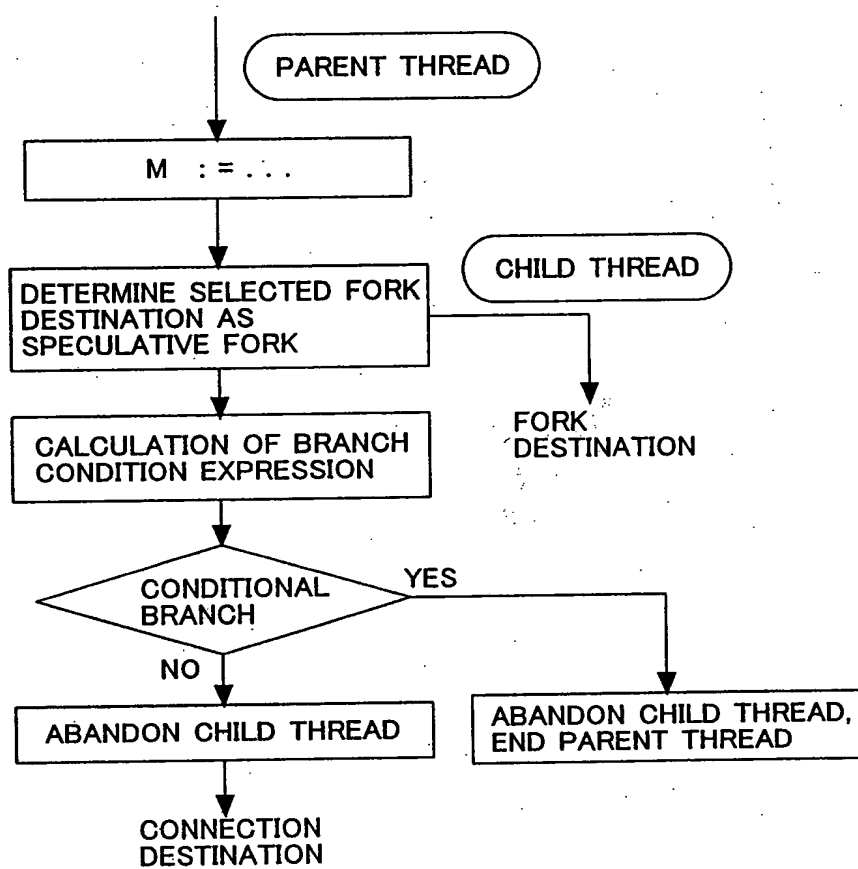 PARENT THREAD
M := ...
CHILD THREAD
DETERMINE SELECTED FORK
DESTINATION AS
SPECULATIVE FORK
FORK
DESTINATION
CALCULATION OF BRANCH
CONDITION EXPRESSION
CONDITIONAL
BRANCH
YES
NO
ABANDON CHILD THREAD
ABANDON CHILD THREAD,
END PARENT THREAD
CONNECTION
DESTINATION